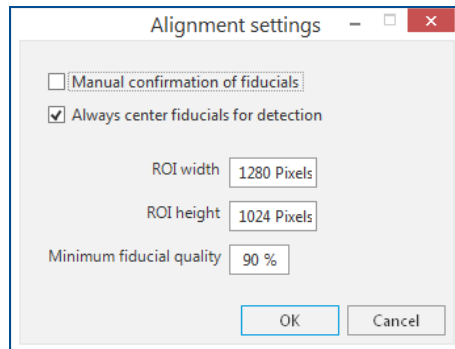 Alignment settings
Manual confirmation of fiducials
Always center fiducials for detection
ROI width 1280 Pixels
ROI height 1024 Pixels
Minimum fiducial quality 90 %
OK Cancel